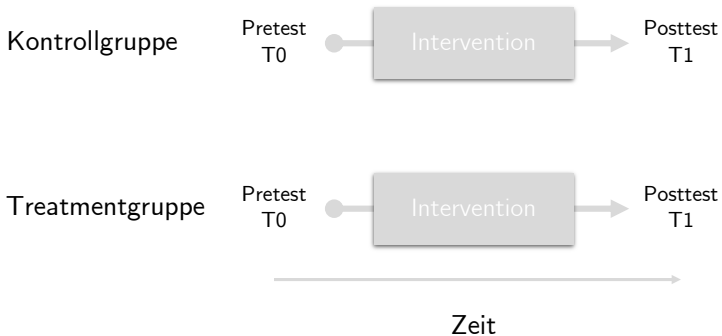 Kontrollgruppe
Pretest
T0
Intervention
Posttest
T1
Treatmentgruppe
Pretest
T0
Intervention
Posttest
T1
Zeit